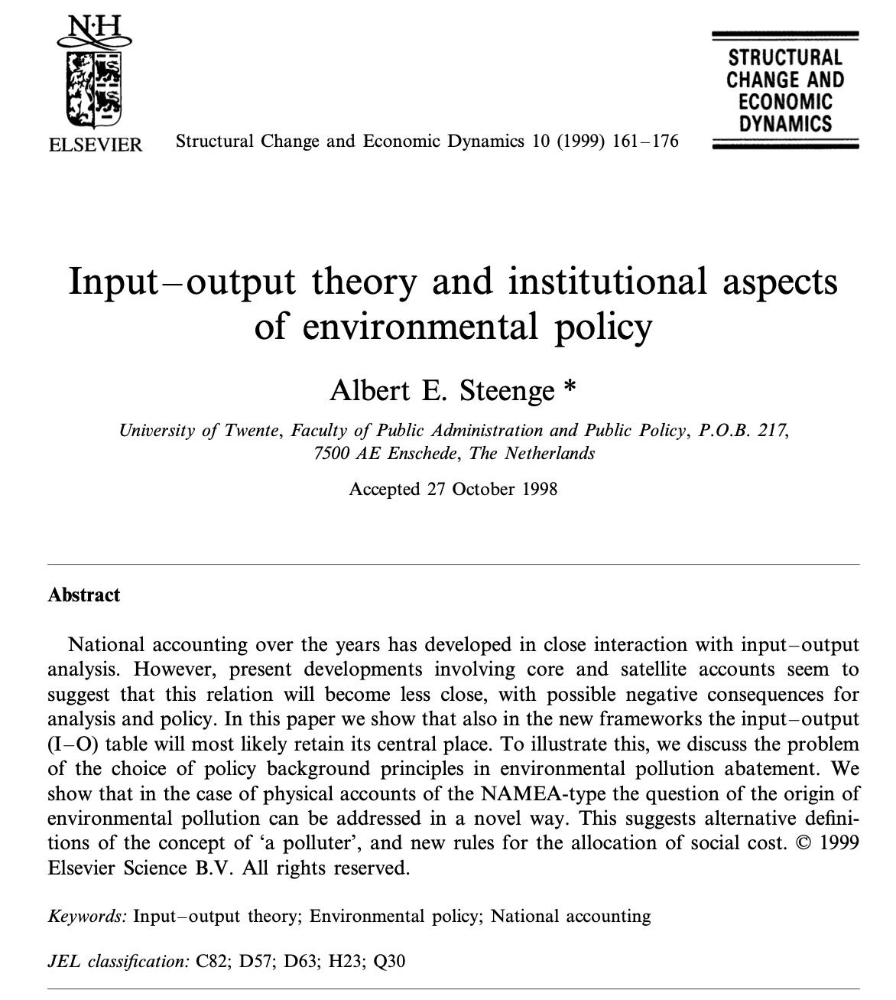 N·H
ELSEVIER
Structural Change and Economic Dynamics 10 (1999) 161–176
STRUCTURAL
CHANGE AND
ECONOMIC
DYNAMICS
Input–output theory and institutional aspects
of environmental policy
Albert E. Steenge *
University of Twente, Faculty of Public Administration and Public Policy, P.O.B. 217,
7500 AE Enschede, The Netherlands
Accepted 27 October 1998
Abstract
National accounting over the years has developed in close interaction with input–output
analysis. However, present developments involving core and satellite accounts seem to
suggest that this relation will become less close, with possible negative consequences for
analysis and policy. In this paper we show that also in the new frameworks the input–output
(I–O) table will most likely retain its central place. To illustrate this, we discuss the problem
of the choice of policy background principles in environmental pollution abatement. We
show that in the case of physical accounts of the NAMEA-type the question of the origin of
environmental pollution can be addressed in a novel way. This suggests alternative defini-
tions of the concept of ‘a polluter’, and new rules for the allocation of social cost. © 1999
Elsevier Science B.V. All rights reserved.
Keywords: Input–output theory; Environmental policy; National accounting
JEL classification: C82; D57; D63; H23; Q30